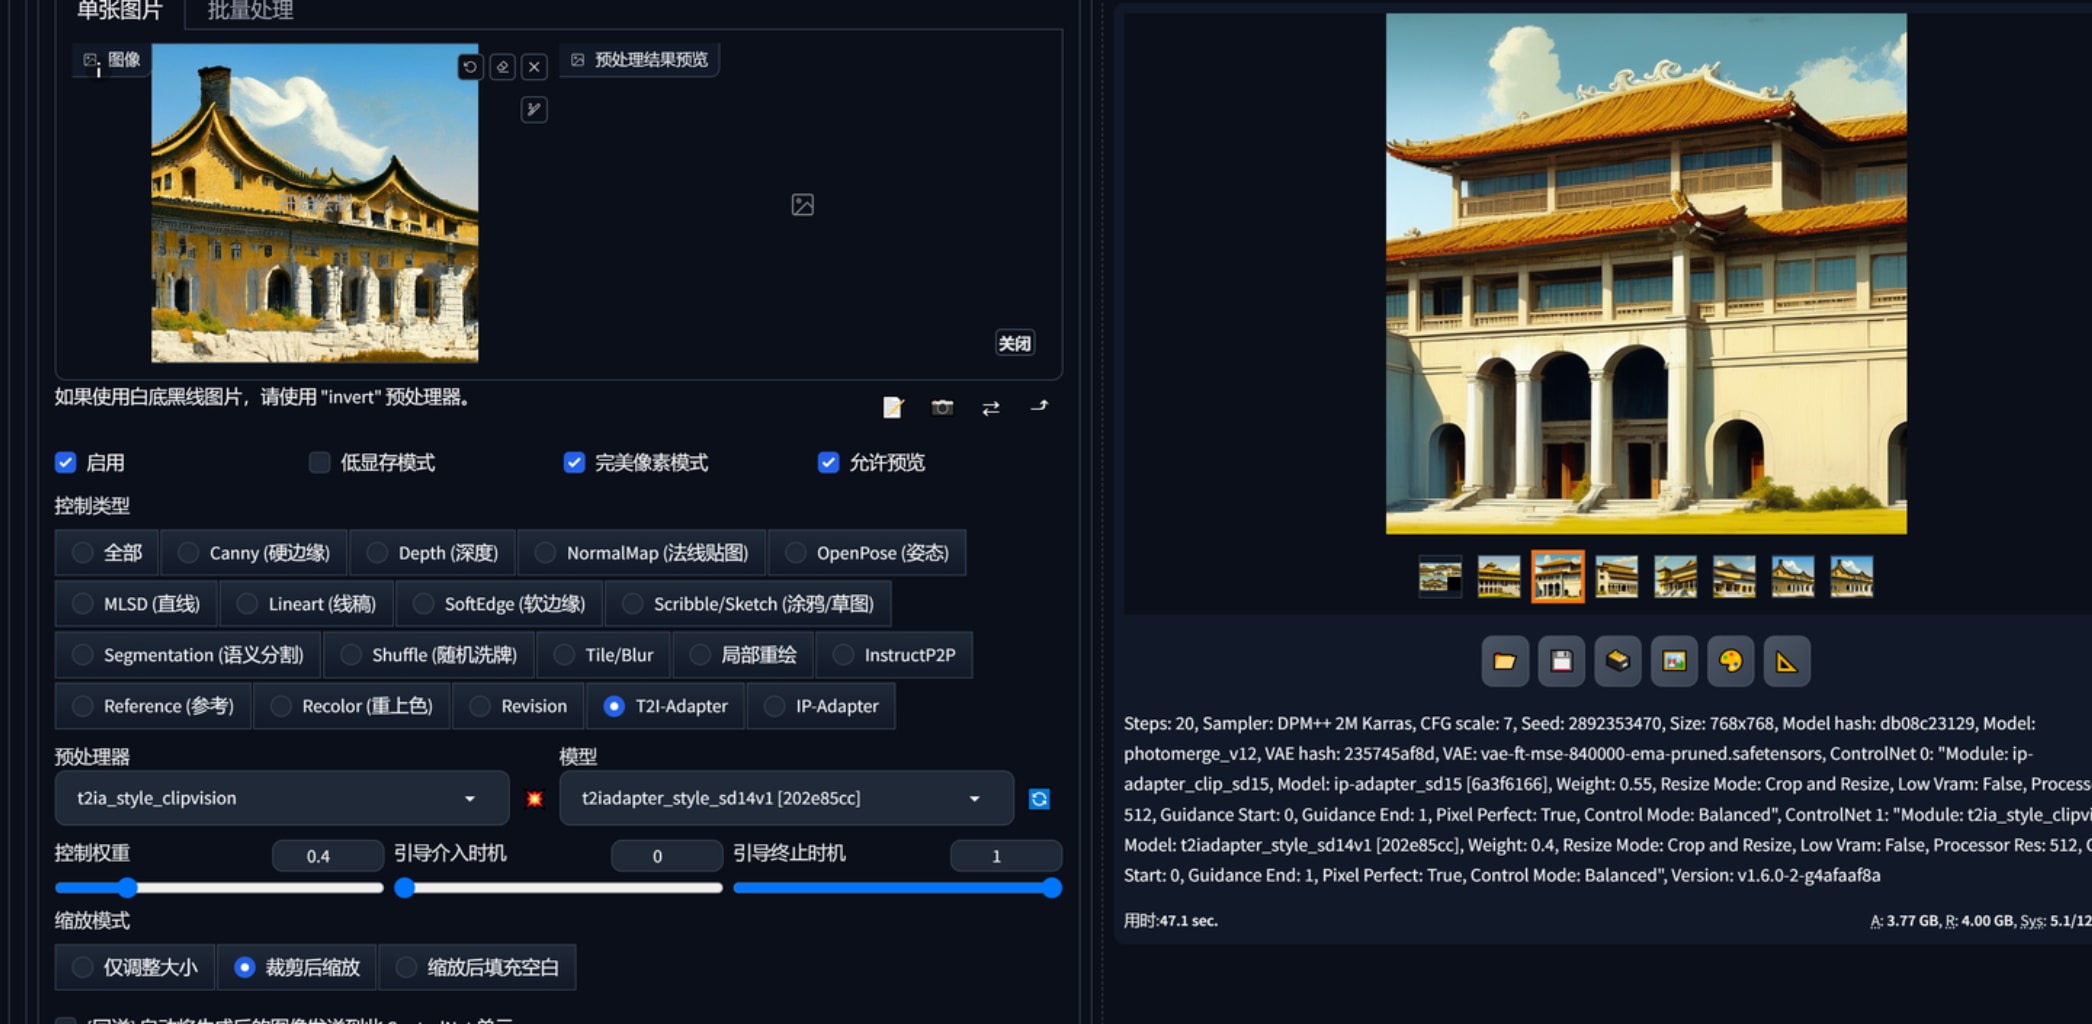 单张图片
批量处理
图像
预处理结果预览
关闭
如果使用白底黑线图片，请使用 "invert" 预处理器。
启用
低显存模式
完美像素模式
允许预览
控制类型
全部
Canny (硬边缘)
Depth (深度)
NormalMap (法线贴图)
OpenPose (姿态)
MLSD (直线)
Lineart (线稿)
SoftEdge (软边缘)
Scribble/Sketch (涂鸦/草图)
Segmentation (语义分割)
Shuffle (随机洗牌)
Tile/Blur
局部重绘
InstructP2P
Reference (参考)
Recolor (重上色)
Revision
T2I-Adapter
IP-Adapter
预处理器
模型
t2ia_style_clipvision
t2iadapter_style_sd14v1 [202e85cc]
控制权重
0.4
引导介入时机
0
引导终止时机
1
缩放模式
仅调整大小
裁剪后缩放
缩放后填充空白
Steps: 20, Sampler: DPM++ 2M Karras, CFG scale: 7, Seed: 2892353470, Size: 768x768, Model hash: db08c23129, Model:
photomerge_v12, VAE hash: 235745af8d, VAE: vae-ft-mse-840000-ema-pruned.safetensors, ControlNet 0: "Module: ip-
adapter_clip_sd15, Model: ip-adapter_sd15 [6a3f6166], Weight: 0.55, Resize Mode: Crop and Resize, Low Vram: False, Process
512, Guidance Start: 0, Guidance End: 1, Pixel Perfect: True, Control Mode: Balanced", ControlNet 1: "Module: t2ia_style_clipvi
Model: t2iadapter_style_sd14v1 [202e85cc], Weight: 0.4, Resize Mode: Crop and Resize, Low Vram: False, Processor Res: 512,
Start: 0, Guidance End: 1, Pixel Perfect: True, Control Mode: Balanced", Version: v1.6.0-2-g4afaaf8a
用时:47.1 sec.
A: 3.77 GB, R: 4.00 GB, Sys: 5.1/12